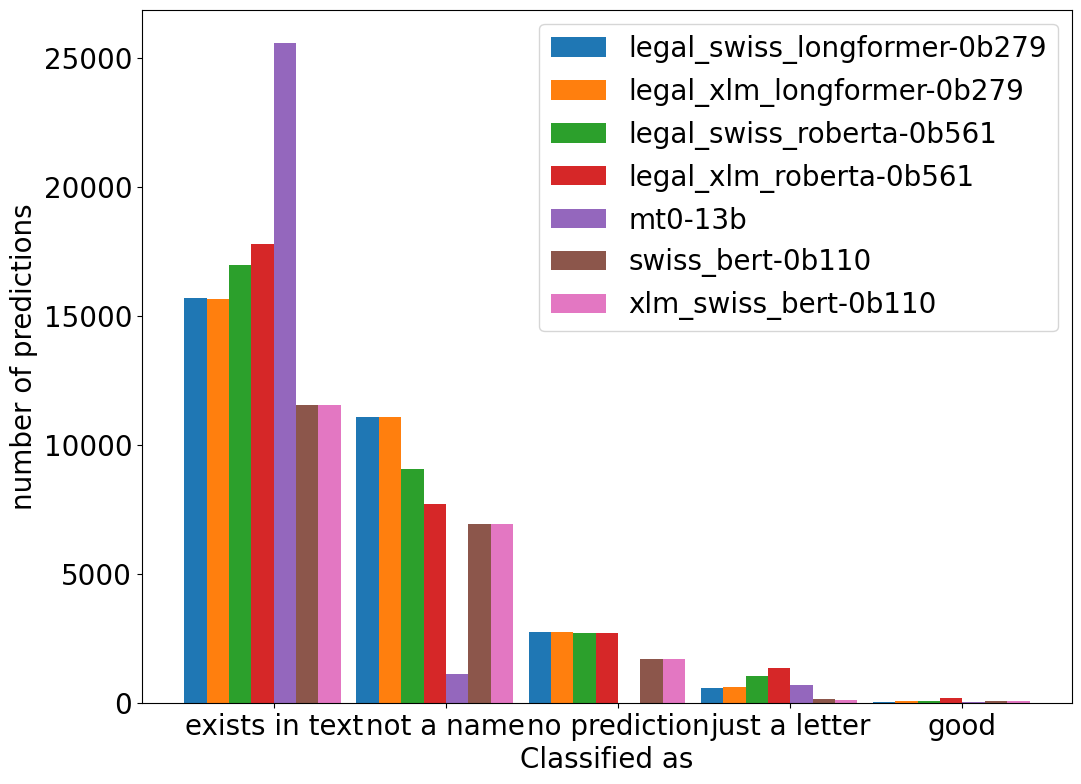 25000
20000
15000
10000
5000
0
number of predictions
legal_swiss_longformer-0b279
legal_xlm_longformer-0b279
legal_swiss_roberta-0b561
legal_xlm_roberta-0b561
mt0-13b
swiss_bert-0b110
xlm_swiss_bert-0b110
exists in text not a name no prediction just a letter good
Classified as